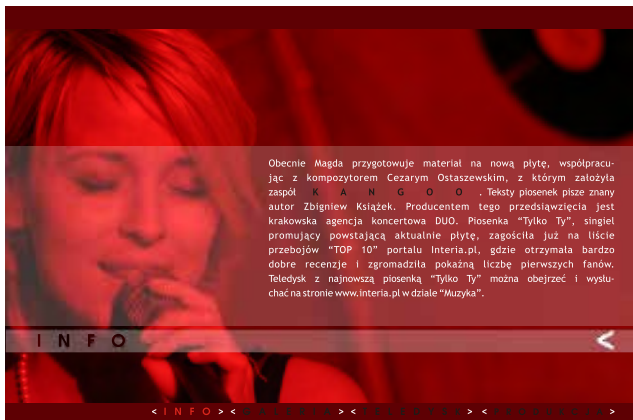 Obecnie Magda przygotowuje materiał na nową płytę, współpracu-
jąc z kompozytorem Cezarym Ostaszewskim, z którym założyła
zaspół K A N G O O . Teksty piosenek pisze znany
autor Zbigniew Książek. Producentem tego przedsiąwzięcia jest
krakowska agencja koncertowa DUO. Piosenka “Tylko Ty”, singiel
promujący powstającą aktualnie płytę, zagościła już na liście
przebojów “TOP 10” portalu Interia.pl, gdzie otrzymała bardzo
dobre recenzje i zgromadziła pokaźną liczbę pierwszych fanów.
Teledysk z najnowszą piosenką “Tylko Ty” można obejrzeć i wysłu-
chać na stronie www.interia.pl w dziale “Muzyka”.
I N F O <
< I N F O > < > < > < >